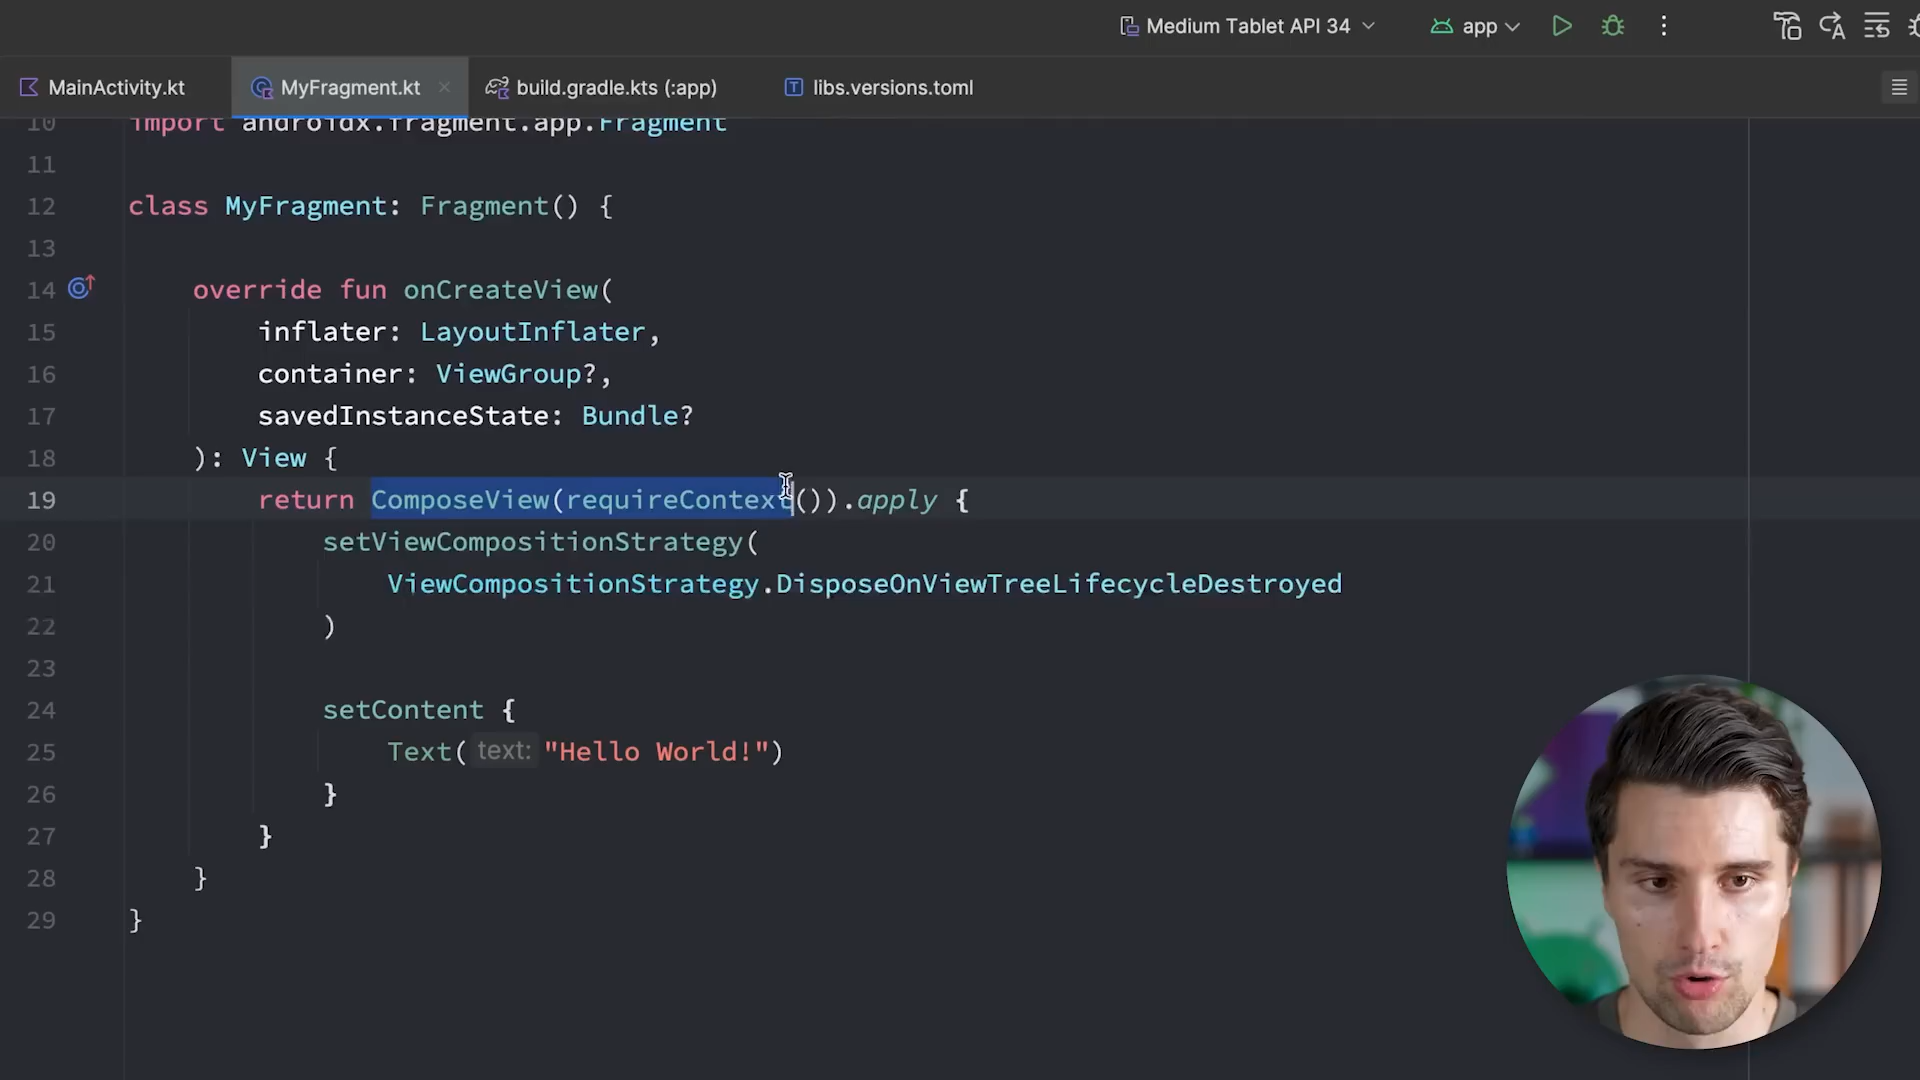 Medium Tablet API 34
app
MainActivity.kt
MyFragment.kt
build.gradle.kts (:app)
libs.versions.toml
10 import androidx.fragment.app.Fragment
11
12 class MyFragment: Fragment() {
13
14 override fun onCreateView(
15 inflater: LayoutInflater,
16 container: ViewGroup?,
17 savedInstanceState: Bundle?
18 ): View {
19 return ComposeView(requireContext()).apply {
20 setViewCompositionStrategy(
21 ViewCompositionStrategy.DisposeOnViewTreeLifecycleDestroyed
22 )
23
24 setContent {
25 Text( text: "Hello World!")
26 }
27 }
28 }
29 }